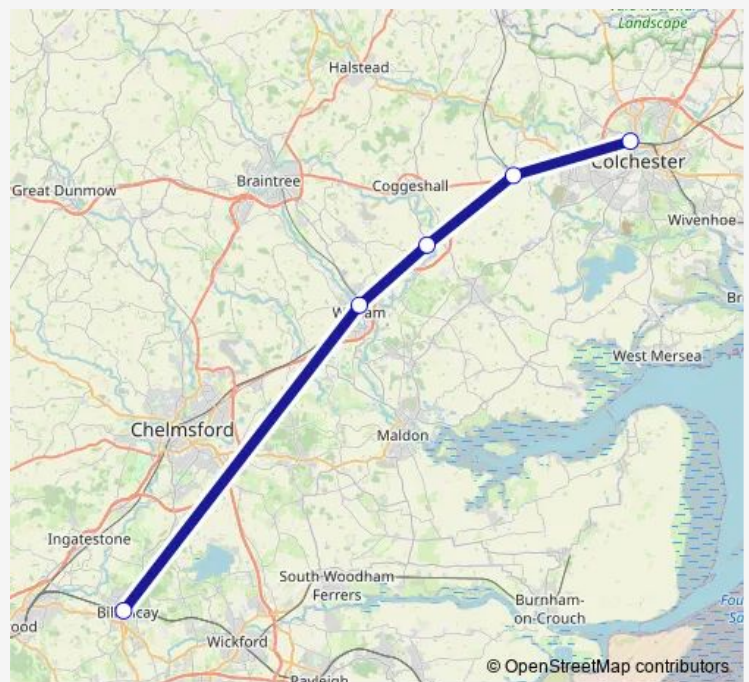 Landscape
Halstead
Colchester
Great Dunmow
Braintree
Coggeshall
Wivenhoe
West Mersea
Chelmsford
Maldon
Ingatestone
South Woodham
Ferrers
Burnham-
on-Crouch
Wickford
Rayleigh
© OpenStreetMap contributors